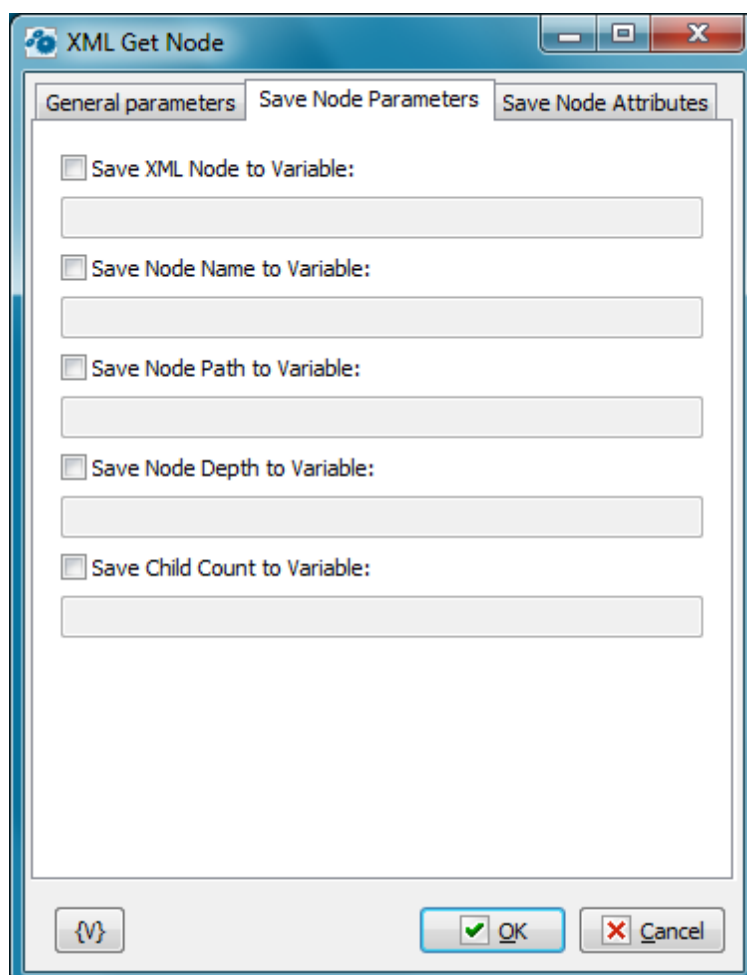 XML Get Node
General parameters Save Node Parameters Save Node Attributes
Save XML Node to Variable:
Save Node Name to Variable:
Save Node Path to Variable:
Save Node Depth to Variable:
Save Child Count to Variable:
{V} OK Cancel